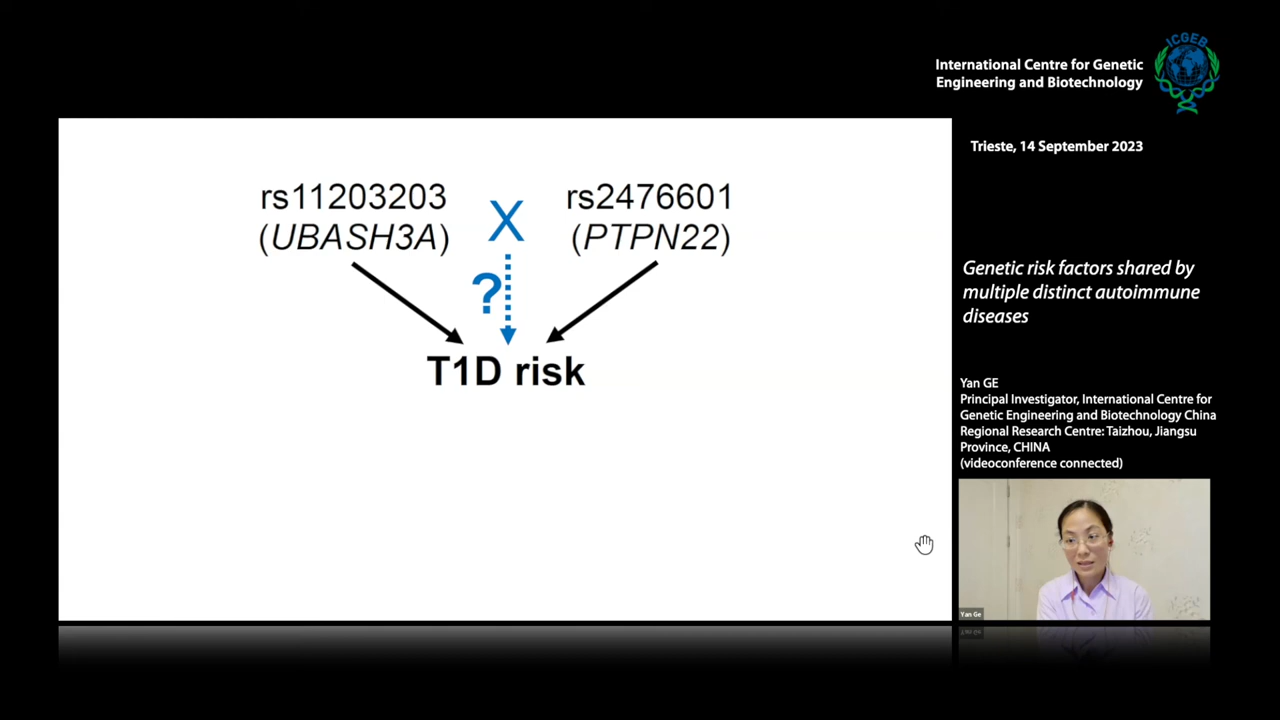 ICGEB
International Centre for Genetic
Engineering and Biotechnology
Trieste, 14 September 2023
rs11203203
(UBASH3A)
X
rs2476601
(PTPN22)
?
T1D risk
Genetic risk factors shared by
multiple distinct autoimmune
diseases
Yan GE
Principal Investigator, International Centre for
Genetic Engineering and Biotechnology China
Regional Research Centre: Taizhou, Jiangsu
Province, CHINA
(videoconference connected)
Yan Ge